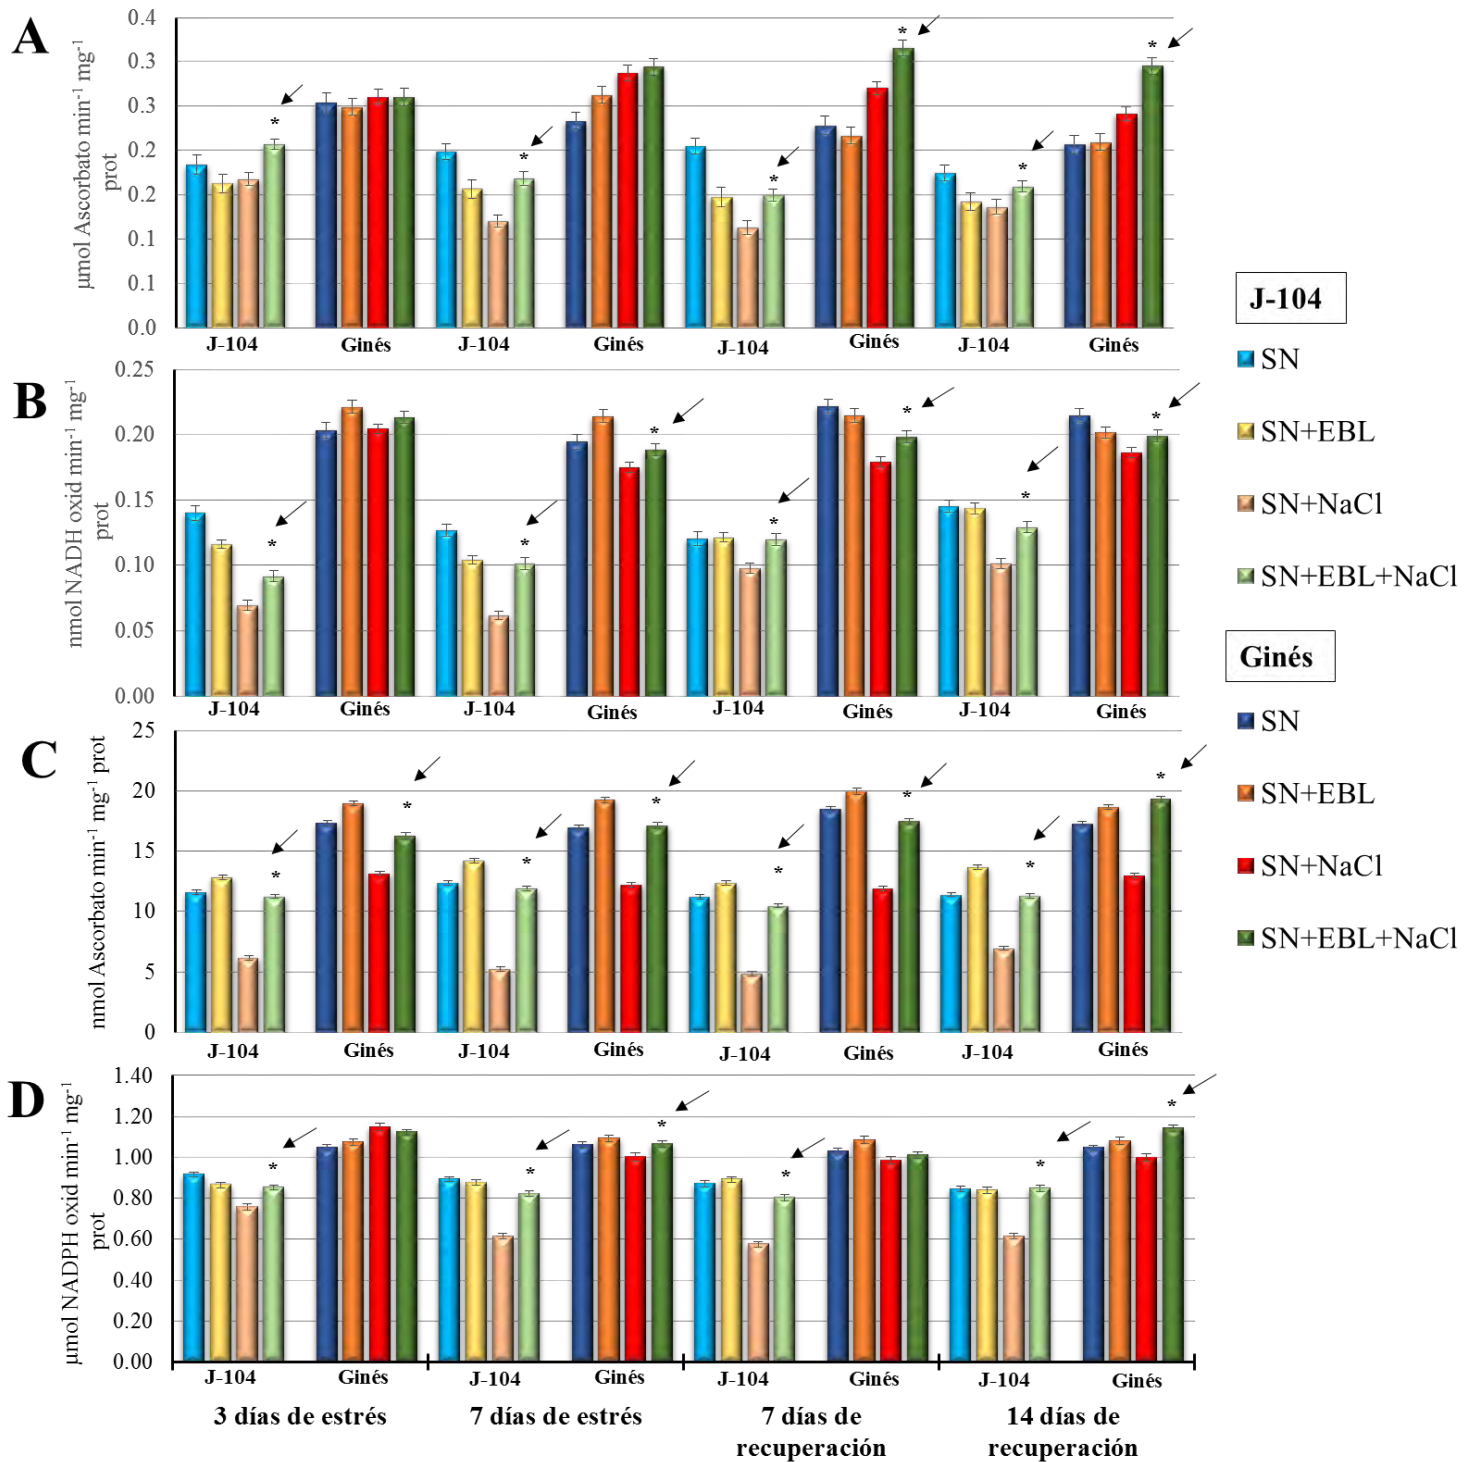 A
µmol Ascorbato min-1 mg-1
prot
0.4
0.3
0.3
0.2
0.2
0.1
0.1
0.0
* * * * * *
J-104 Ginés J-104 Ginés J-104 Ginés J-104 Ginés
B
nmol NADH oxid min-1 mg-1
prot
0.25
0.20
0.15
0.10
0.05
0.00
* * * * * * *
J-104 Ginés J-104 Ginés J-104 Ginés J-104 Ginés
C
nmol Ascorbato min-1 mg-1 prot
25
20
15
10
5
0
* * * * * * * *
J-104 Ginés J-104 Ginés J-104 Ginés J-104 Ginés
D
µmol NADPH oxid min-1 mg-1
prot
1.40
1.20
1.00
0.80
0.60
0.40
0.20
0.00
* * * * * *
J-104 Ginés J-104 Ginés J-104 Ginés J-104 Ginés
3 días de estrés
7 días de estrés
7 días de
recuperación
14 días de
recuperación
J-104
SN
SN+EBL
SN+NaCl
SN+EBL+NaCl
Ginés
SN
SN+EBL
SN+NaCl
SN+EBL+NaCl